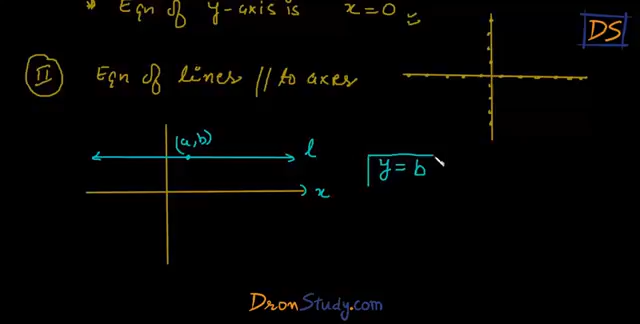 * Eqn of y-axis is x=0
DS
II Eqn of lines // to axes
(a,b)
l
y = b
x
DronStudy.com